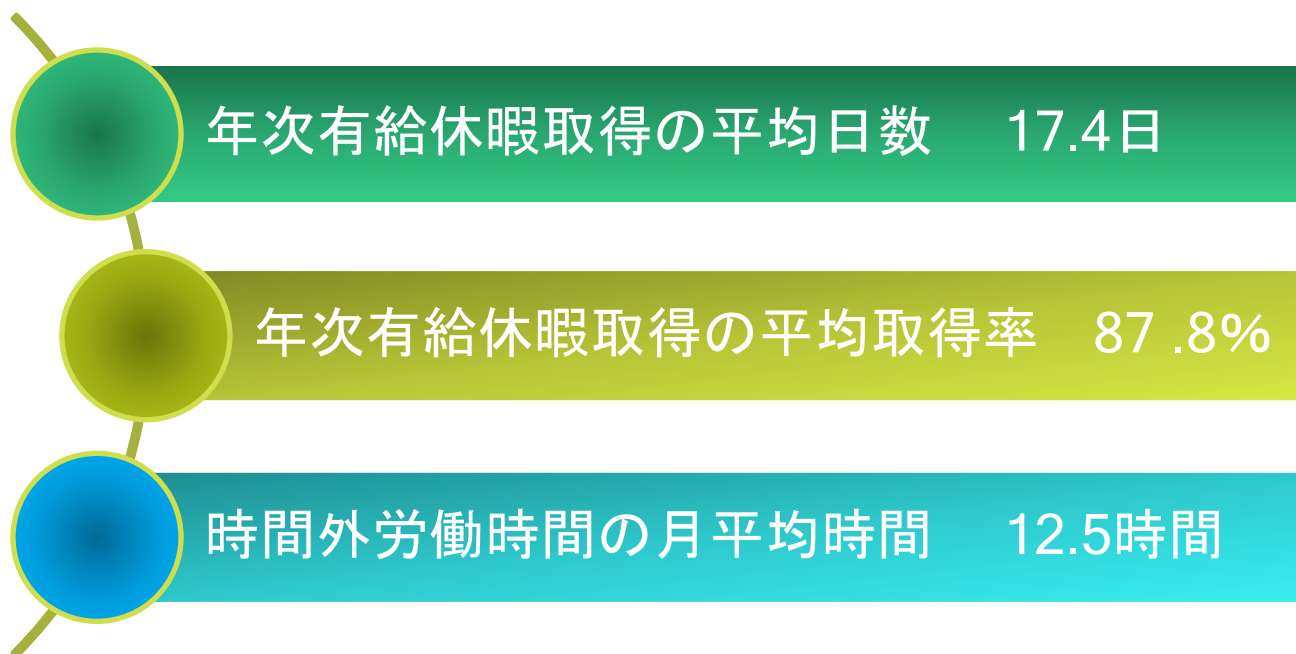 年次有給休暇取得の平均日数　17.4日
年次有給休暇取得の平均取得率　87 .8%
時間外労働時間の月平均時間　12.5時間